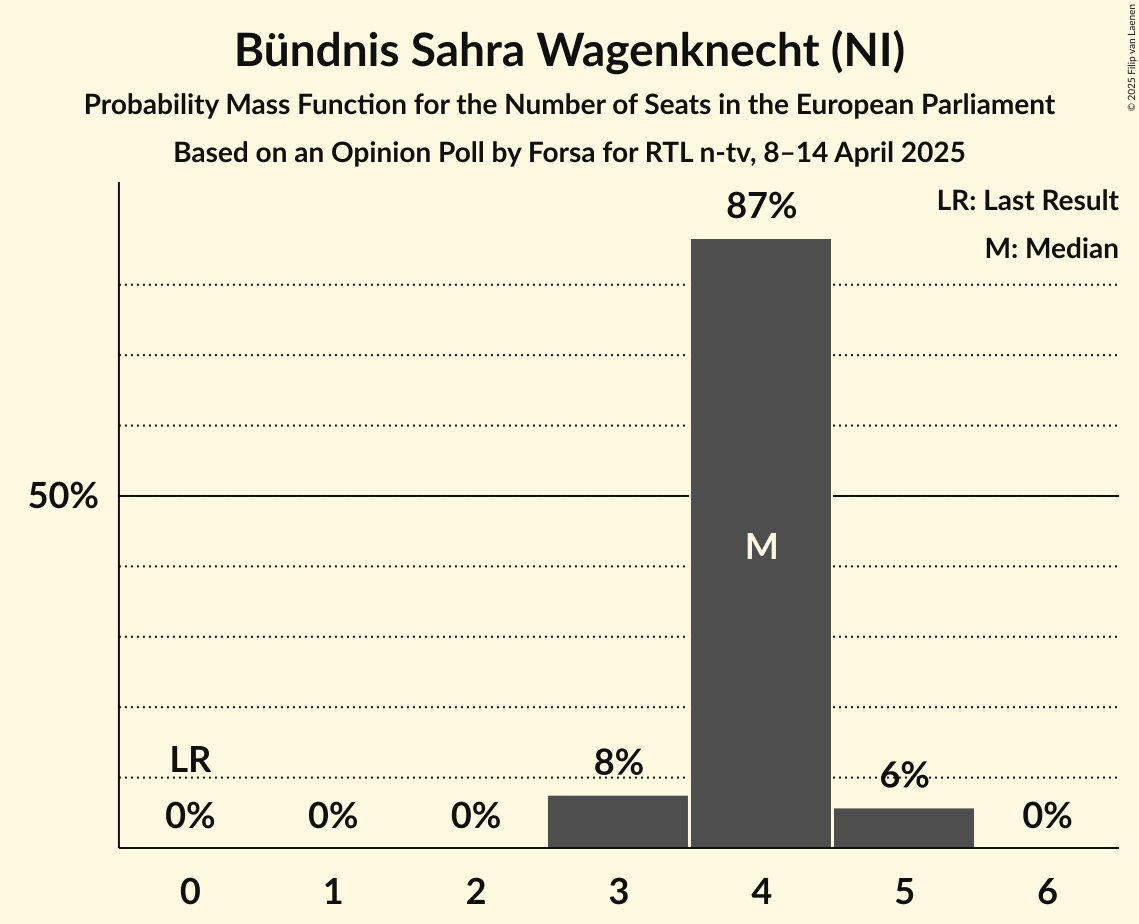 Bündnis Sahra Wagenknecht (NI)
Probability Mass Function for the Number of Seats in the European Parliament
Based on an Opinion Poll by Forsa for RTL n-tv, 8–14 April 2025
© 2025 Filip van Laenen
LR: Last Result
M: Median
87%
50%
M
LR
8%
6%
0%
0%
0%
0%
0
1
2
3
4
5
6